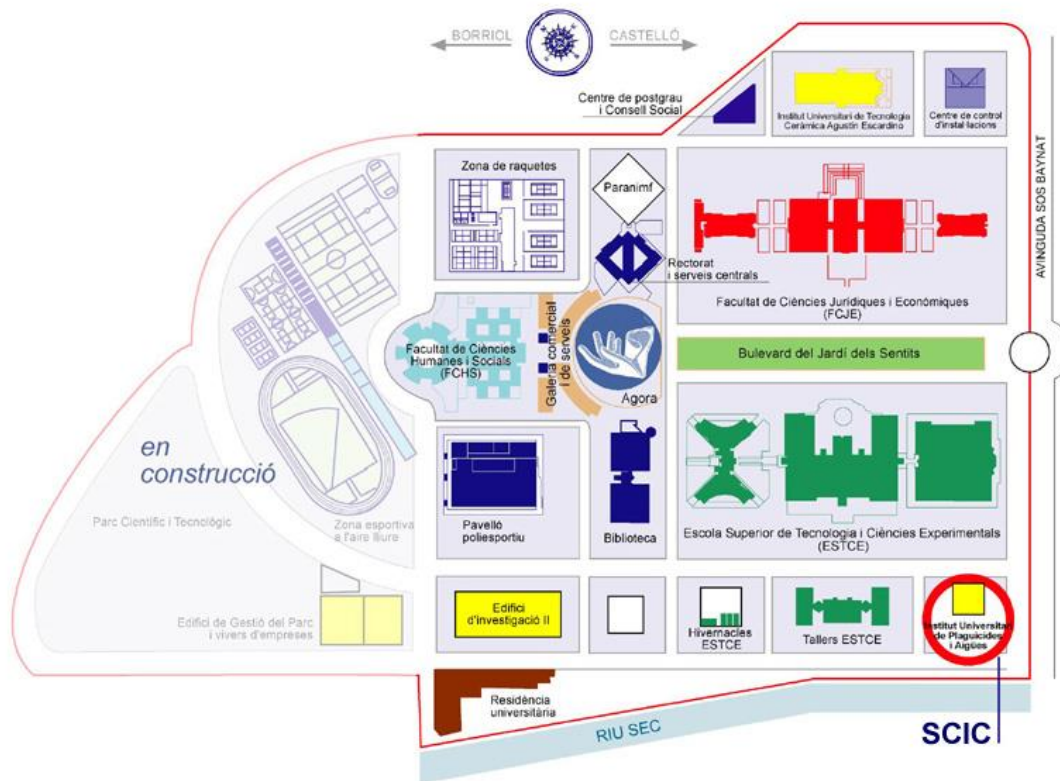 BORRIOL
CASTELLÓ
Centre de postgrau
i Consell Social
Institut Universitari de Tecnologia
Ceràmica Agustín Escardino
Centre de control
d'instal lacions
AVINGUDA SOS BAYNAT
Zona de raquetes
Paranimf
Rectorat
i serveis centrals
Facultat de Ciències Jurídiques i Econòmiques
(FCJE)
Facultat de Ciències
Humanes i Socials
(FCHS)
Galeria comercial
i de serveis
Agora
Bulevard del Jardí dels Sentits
en
construcció
Parc Científic i Tecnològic
Zona esportiva
a l'aire lliure
Pavelló
poliesportiu
Biblioteca
Escola Superior de Tecnologia i Ciències Experimentals
(ESTCE)
Edifici de Gestió del Parc
i vivers d'empreses
Edifici
d'investigació II
Hivernacles
ESTCE
Tallers ESTCE
Institut Universitari
de Plaguicides
i Aigües
Residència
universitària
RIU SEC
SCIC